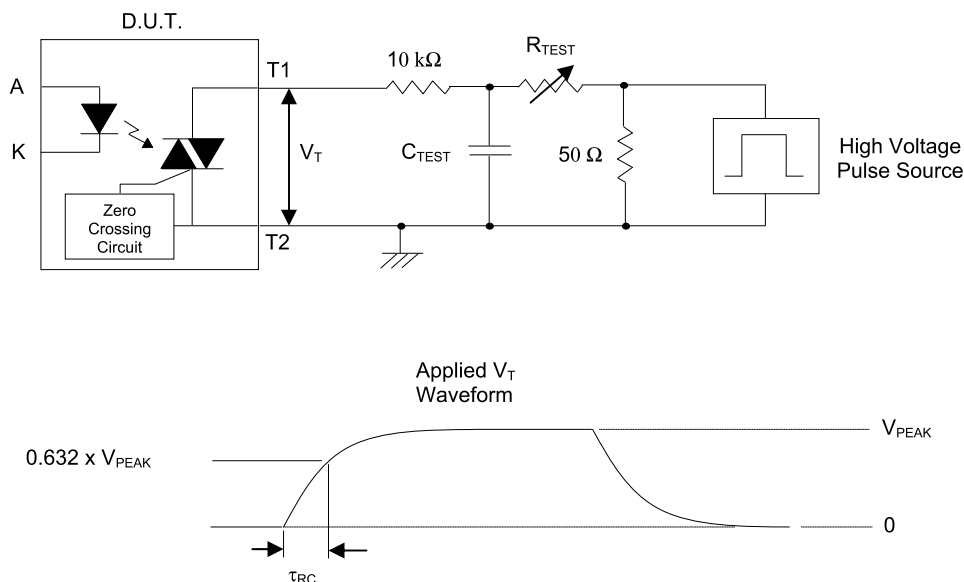 D.U.T.
A
K
T1
T2
Zero
Crossing
Circuit
V_T
10 kΩ
R_TEST
C_TEST
50 Ω
High Voltage
Pulse Source
Applied V_T
Waveform
V_PEAK
0.632 x V_PEAK
0
τ_RC